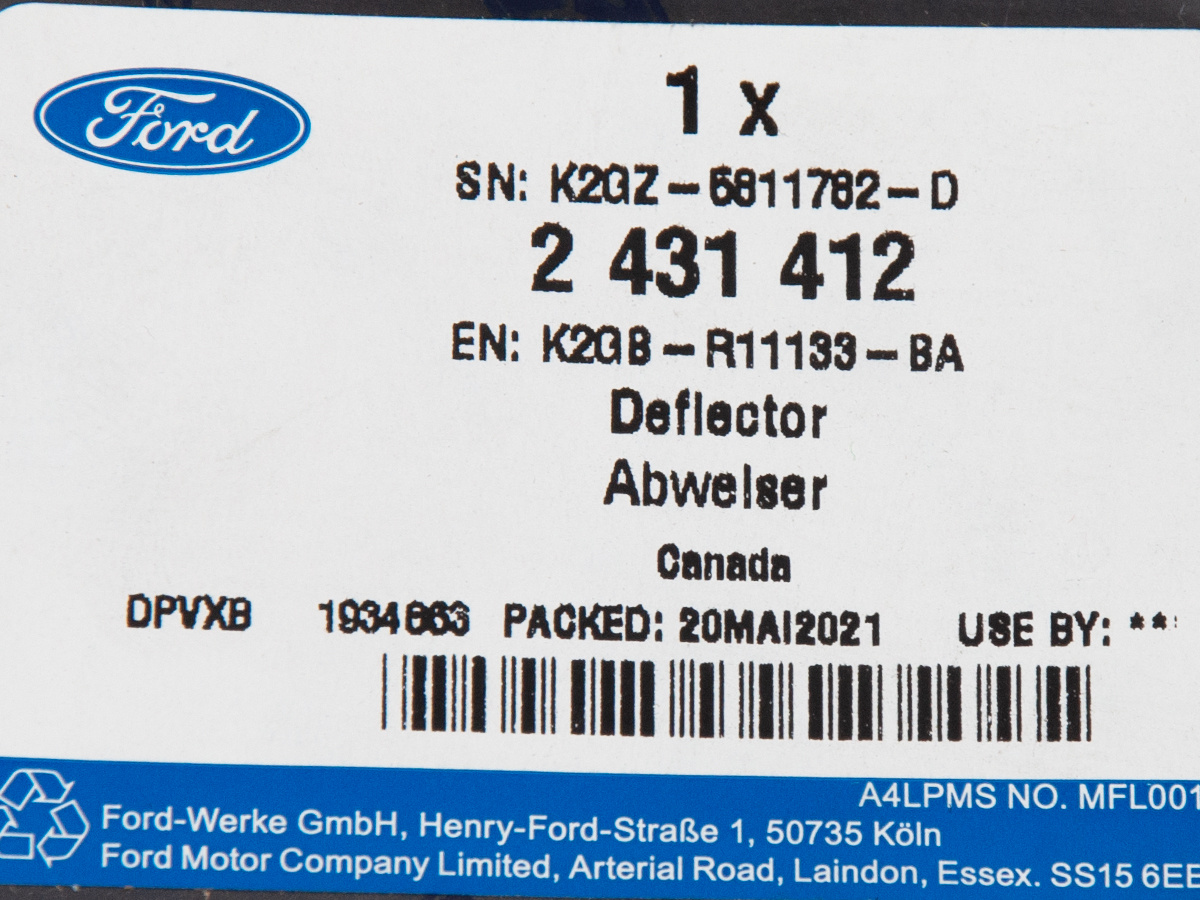 Ford
1 x
SN: K2GZ-5811782-D
2 431 412
EN: K2GB-R11133-BA
Deflector
Abweiser
Canada
DPVXB 1934663 PACKED: 20MAI2021 USE BY: **
A4LPMS NO. MFL001
Ford-Werke GmbH, Henry-Ford-Straße 1, 50735 Köln
Ford Motor Company Limited, Arterial Road, Laindon, Essex. SS15 6EE